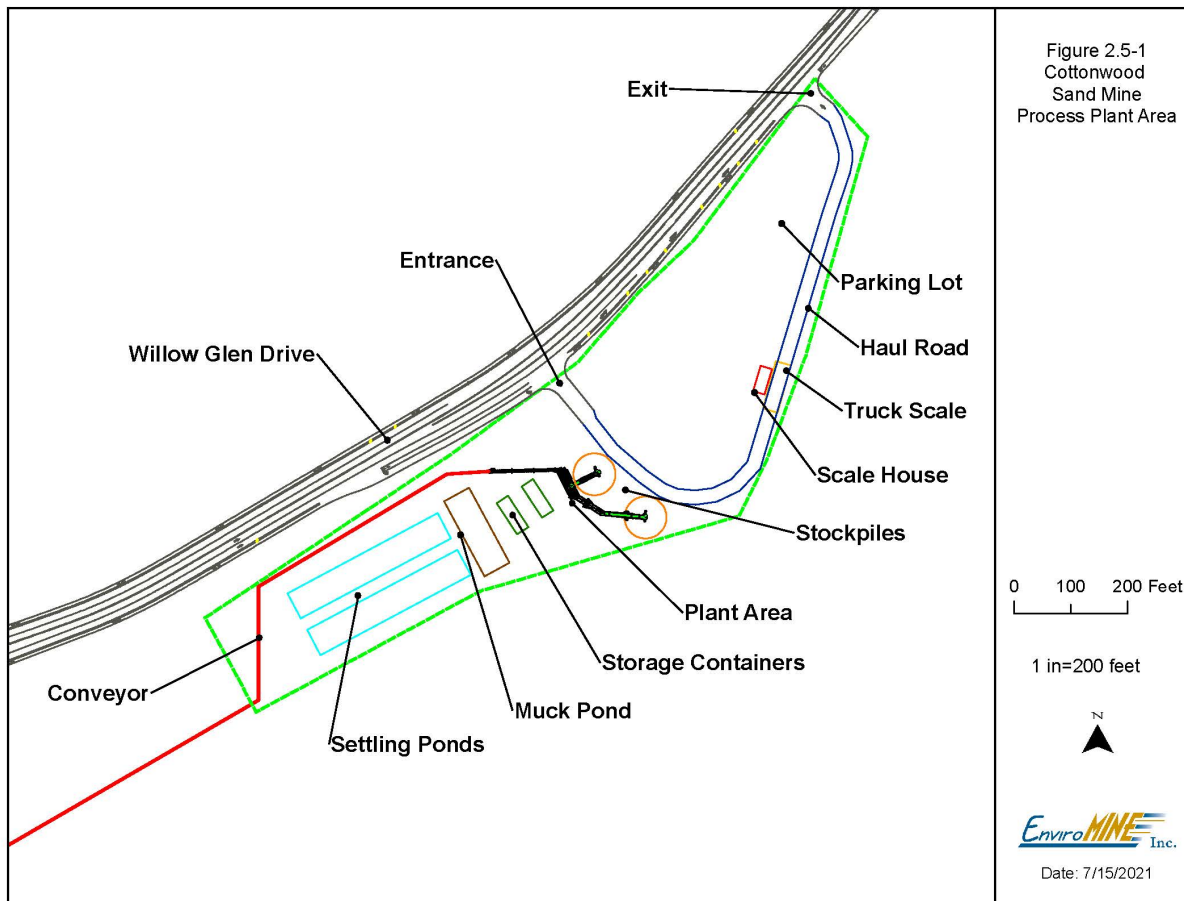 Figure 2.5-1
Cottonwood
Sand Mine
Process Plant Area
Exit
Entrance
Parking Lot
Haul Road
Willow Glen Drive
Truck Scale
Scale House
Stockpiles
Plant Area
Storage Containers
Conveyor
Muck Pond
Settling Ponds
0 100 200 Feet
1 in=200 feet
N
EnviroMINE Inc.
Date: 7/15/2021